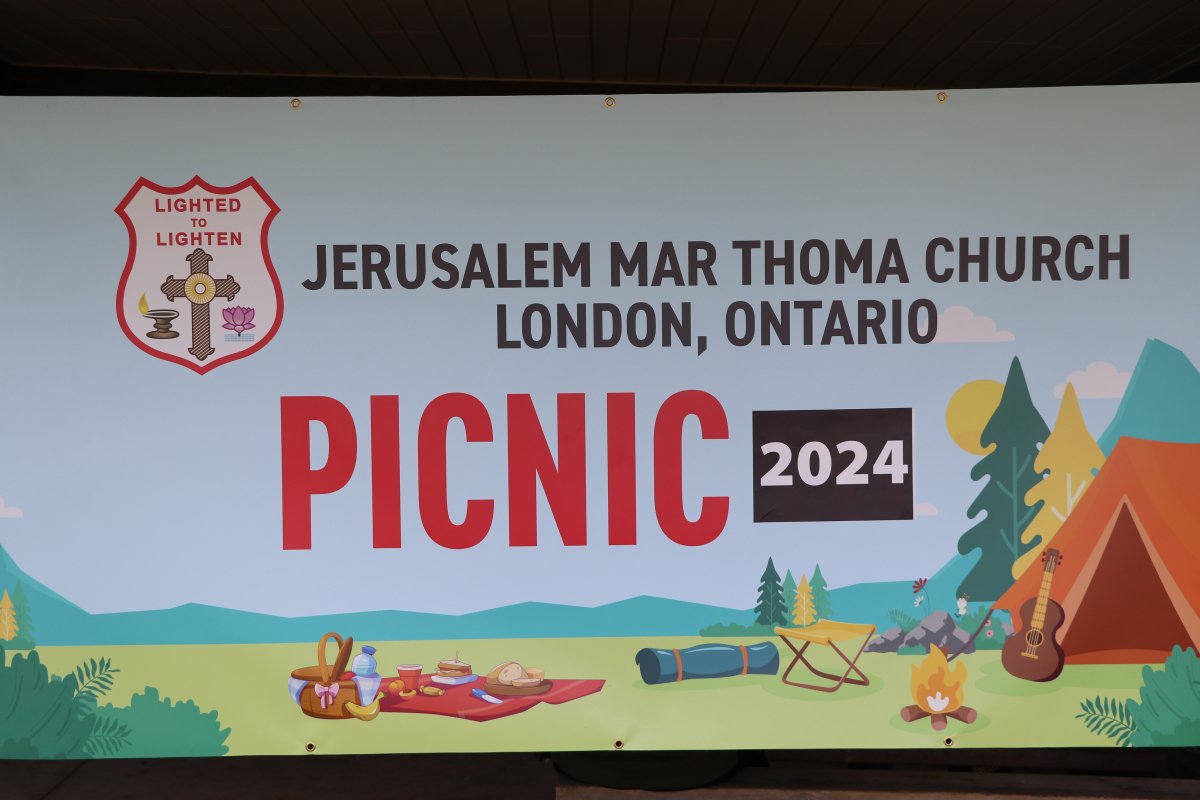 LIGHTED
TO
LIGHTEN
JERUSALEM MAR THOMA CHURCH
LONDON, ONTARIO
PICNIC 2024